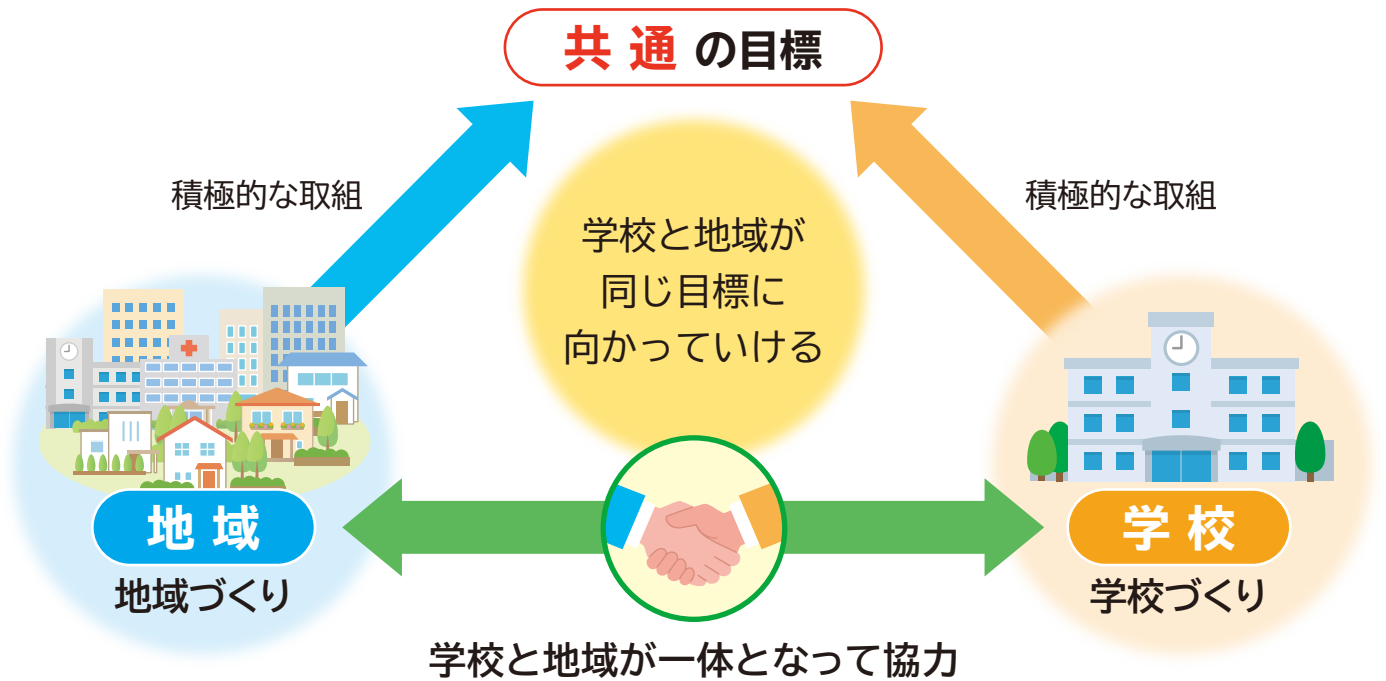 共通の目標
積極的な取組
積極的な取組
学校と地域が
同じ目標に
向かっていける
地域
地域づくり
学校
学校づくり
学校と地域が一体となって協力